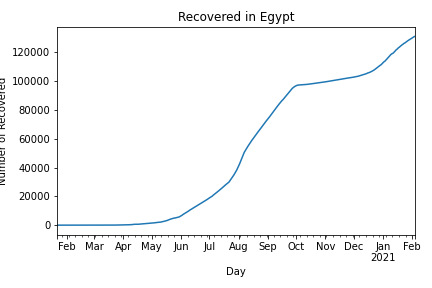 Recovered in Egypt
120000
100000
80000
60000
40000
20000
0
Number of Recovered
Feb Mar Apr May Jun Jul Aug Sep Oct Nov Dec Jan Feb
2021
Day